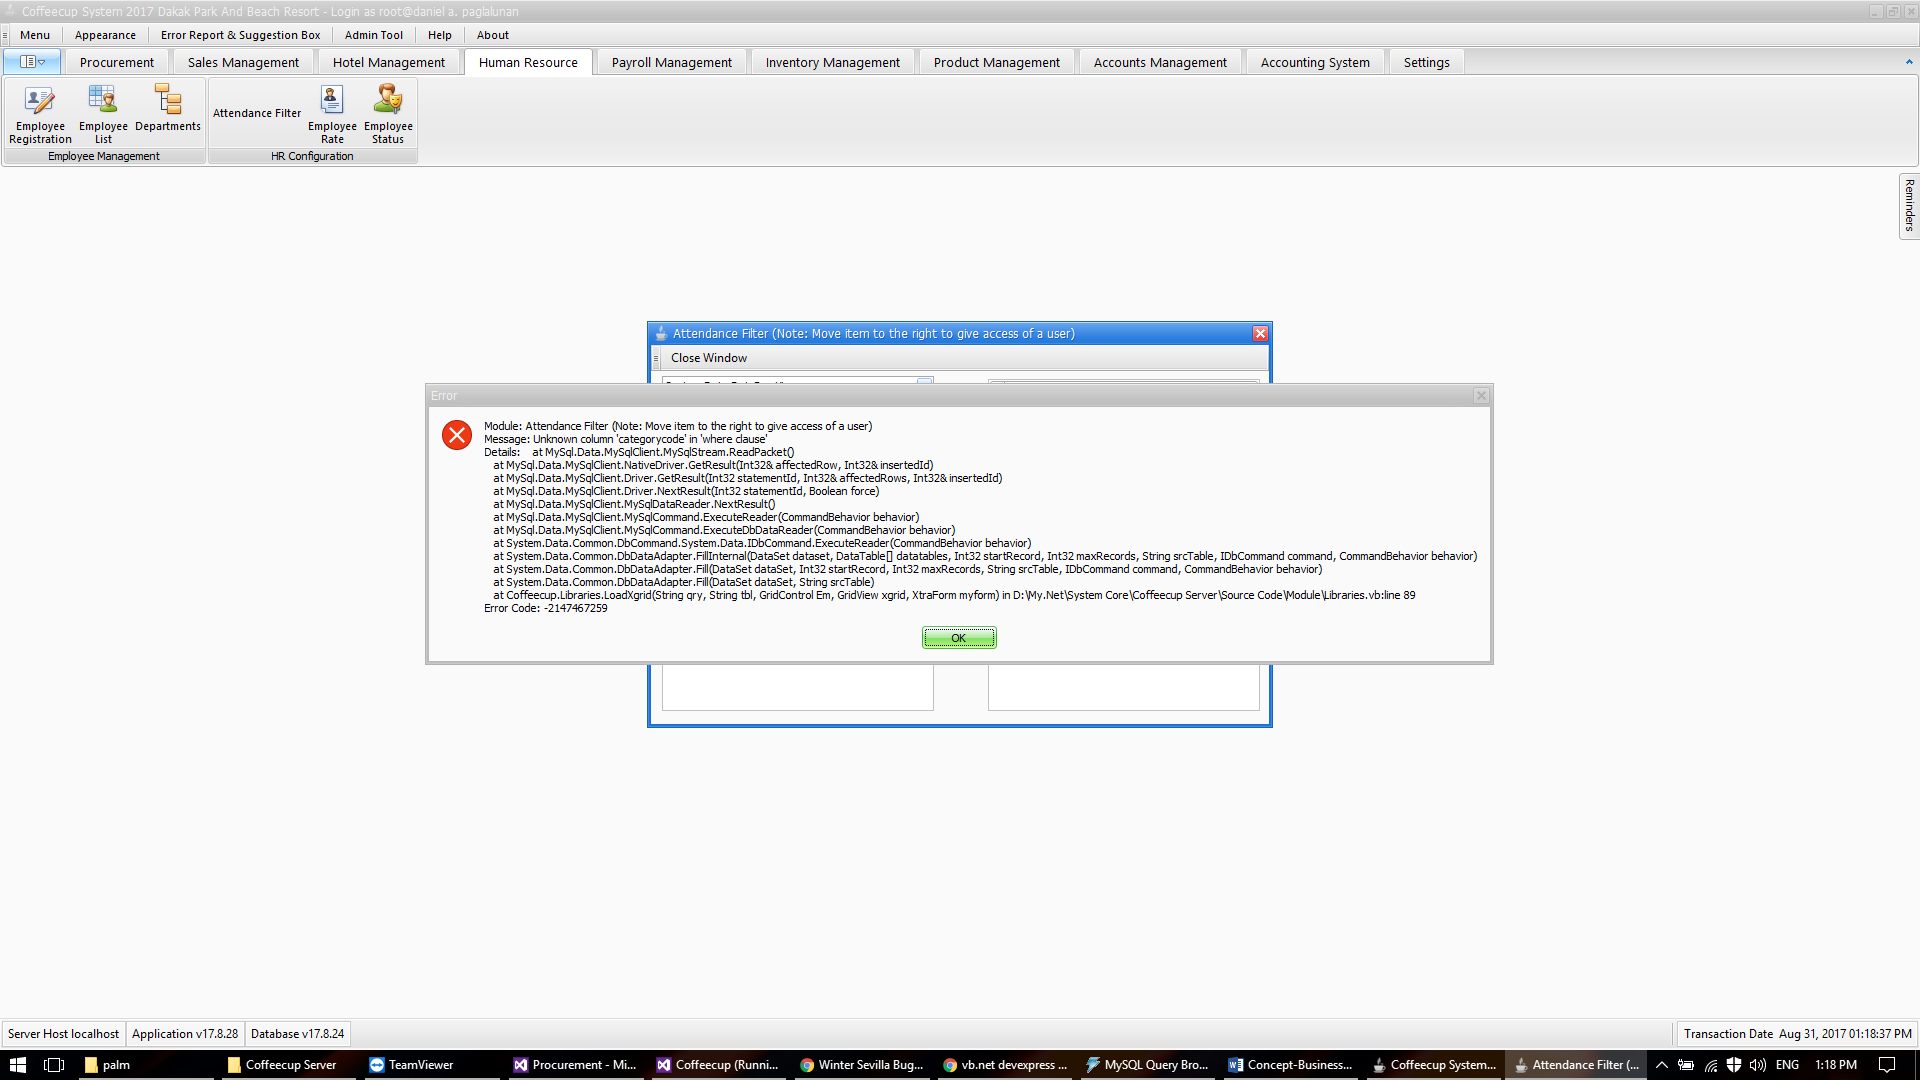 Coffeecup System 2017 Dakak Park And Beach Resort - Login as root@daniel a. paglalunan
Menu Appearance Error Report & Suggestion Box Admin Tool Help About
Procurement Sales Management Hotel Management Human Resource Payroll Management Inventory Management Product Management Accounts Management Accounting System Settings
Employee Registration
Employee List
Departments
Attendance Filter
Employee Rate
Employee Status
Employee Management HR Configuration
Reminders
Attendance Filter (Note: Move item to the right to give access of a user)
Close Window
Error
Module: Attendance Filter (Note: Move item to the right to give access of a user)
Message: Unknown column 'categorycode' in 'where clause'
Details: at MySql.Data.MySqlClient.MySqlStream.ReadPacket()
at MySql.Data.MySqlClient.NativeDriver.GetResult(Int32& affectedRow, Int32& insertedId)
at MySql.Data.MySqlClient.Driver.GetResult(Int32 statementId, Int32& affectedRows, Int32& insertedId)
at MySql.Data.MySqlClient.Driver.NextResult(Int32 statementId, Boolean force)
at MySql.Data.MySqlClient.MySqlDataReader.NextResult()
at MySql.Data.MySqlClient.MySqlCommand.ExecuteReader(CommandBehavior behavior)
at MySql.Data.MySqlClient.MySqlCommand.ExecuteDbDataReader(CommandBehavior behavior)
at System.Data.Common.DbCommand.System.Data.IDbCommand.ExecuteReader(CommandBehavior behavior)
at System.Data.Common.DbDataAdapter.FillInternal(DataSet dataset, DataTable[] datatables, Int32 startRecord, Int32 maxRecords, String srcTable, IDbCommand command, CommandBehavior behavior)
at System.Data.Common.DbDataAdapter.Fill(DataSet dataSet, Int32 startRecord, Int32 maxRecords, String srcTable, IDbCommand command, CommandBehavior behavior)
at System.Data.Common.DbDataAdapter.Fill(DataSet dataSet, String srcTable)
at Coffeecup.Libraries.LoadXgrid(String qry, String tbl, GridControl Em, GridView xgrid, XtraForm myform) in D:\My.Net\System Core\Coffeecup Server\Source Code\Module\Libraries.vb:line 89
Error Code: -2147467259
OK
Server Host localhost Application v17.8.28 Database v17.8.24 Transaction Date Aug 31, 2017 01:18:37 PM
palm Coffeecup Server TeamViewer Procurement - Mi... Coffeecup (Runni... Winter Sevilla Bug... vb.net devexpress ... MySQL Query Bro... Concept-Business... Coffeecup System... Attendance Filter (... ENG 1:18 PM